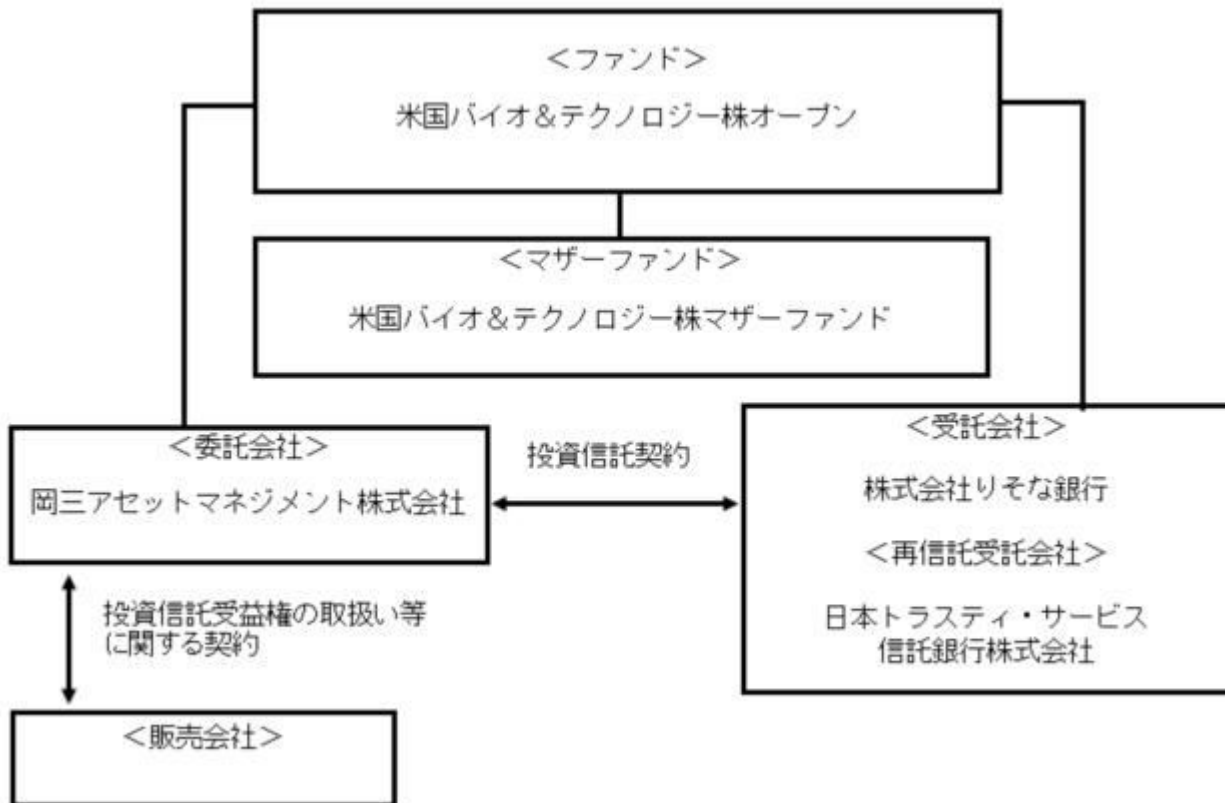 ＜ファンド＞
米国バイオ＆テクノロジー株オープン
＜マザーファンド＞
米国バイオ＆テクノロジー株マザーファンド
＜委託会社＞
岡三アセットマネジメント株式会社
投資信託契約
＜受託会社＞
株式会社りそな銀行
＜再信託受託会社＞
日本トラスティ・サービス
信託銀行株式会社
投資信託受益権の取扱い等
に関する契約
＜販売会社＞